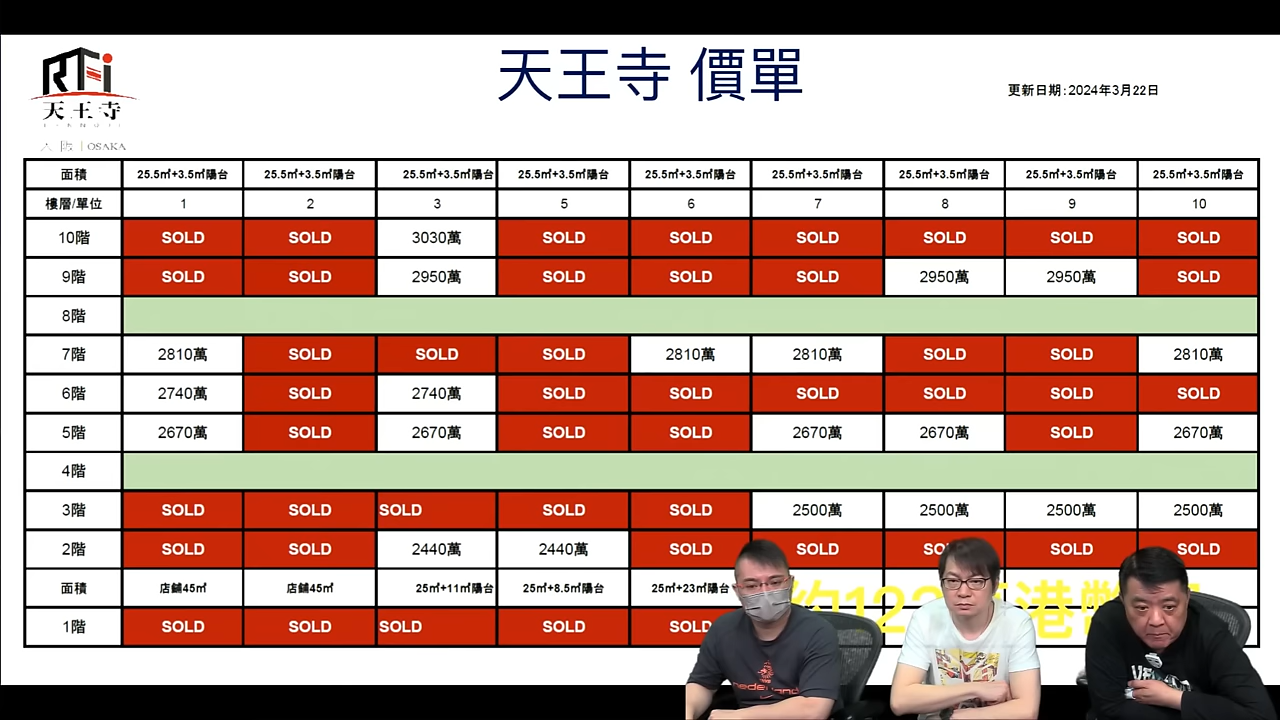 RTi
天王寺
大阪 | OSAKA
天王寺 價單
更新日期:2024年3月22日
面積 25.5㎡+3.5㎡陽台 25.5㎡+3.5㎡陽台 25.5㎡+3.5㎡陽台 25.5㎡+3.5㎡陽台 25.5㎡+3.5㎡陽台 25.5㎡+3.5㎡陽台 25.5㎡+3.5㎡陽台 25.5㎡+3.5㎡陽台 25.5㎡+3.5㎡陽台
樓層/單位 1 2 3 5 6 7 8 9 10
10階 SOLD SOLD 3030萬 SOLD SOLD SOLD SOLD SOLD SOLD
9階 SOLD SOLD 2950萬 SOLD SOLD SOLD 2950萬 2950萬 SOLD
8階
7階 2810萬 SOLD SOLD SOLD 2810萬 2810萬 SOLD SOLD 2810萬
6階 2740萬 SOLD 2740萬 SOLD SOLD SOLD SOLD SOLD SOLD
5階 2670萬 SOLD 2670萬 SOLD SOLD 2670萬 2670萬 SOLD 2670萬
4階
3階 SOLD SOLD SOLD SOLD SOLD 2500萬 2500萬 2500萬 2500萬
2階 SOLD SOLD 2440萬 2440萬 SOLD SOLD SOLD SOLD SOLD
面積 店舖45㎡ 店舖45㎡ 25㎡+11㎡陽台 25㎡+8.5㎡陽台 25㎡+23㎡陽台
1階 SOLD SOLD SOLD SOLD SOLD
港幣